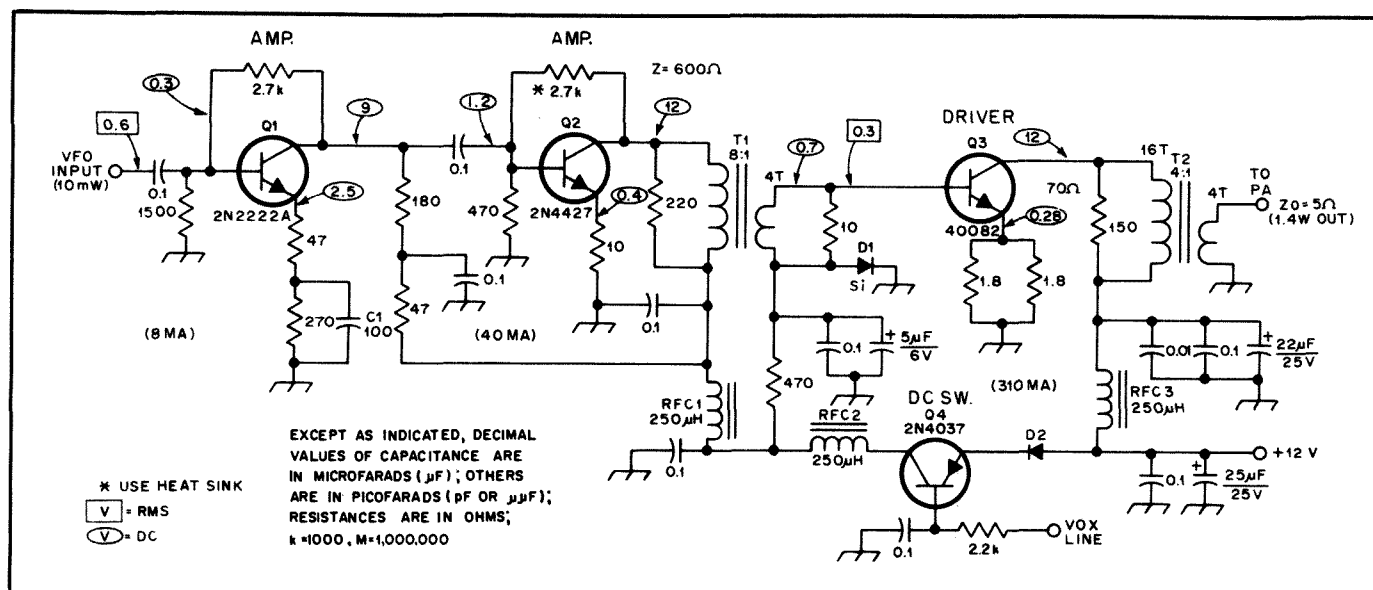 AMP.
2.7k
0.3
0.6
Q1
9
VFO
INPUT
(10mW)
0.1
1500
2N2222A
2.5
47
270
C1
100
(8 MA)
180
0.1
47
AMP.
* 2.7k
Z=600Ω
1.2
Q2
12
0.1
470
2N4427
0.4
220
10
0.1
(40 MA)
T1
8:1
4T
0.7
0.3
10
D1
Si
0.1
+
5µF
6V
470
RFC1
250µH
0.1
RFC2
250µH
DRIVER
Q3
12
40082
70Ω
0.28
1.8
1.8
150
16T
T2
4:1
4T
TO
PA
Zo=5Ω
(1.4W OUT)
(310 MA)
0.01
0.1
+
22µF
25V
RFC3
250µH
DC SW.
Q4
2N4037
D2
+12 V
0.1
+
25µF
25V
0.1
2.2k
VOX
LINE
EXCEPT AS INDICATED, DECIMAL
VALUES OF CAPACITANCE ARE
IN MICROFARADS (µF); OTHERS
ARE IN PICOFARADS (pF OR µµF);
RESISTANCES ARE IN OHMS;
k=1000, M=1,000,000
* USE HEAT SINK
V = RMS
V = DC